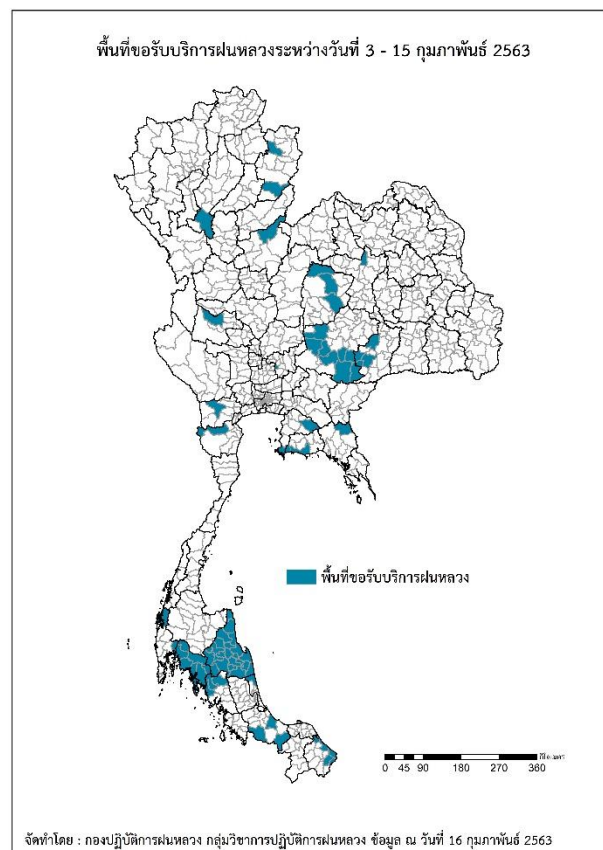 พื้นที่ขอรับบริการฝนหลวงระหว่างวันที่ 3 - 15 กุมภาพันธ์ 2563
พื้นที่ขอรับบริการฝนหลวง
0 45 90 180 270 360
จัดทำโดย : กองปฏิบัติการฝนหลวง กลุ่มวิชาการปฏิบัติการฝนหลวง ข้อมูล ณ วันที่ 16 กุมภาพันธ์ 2563